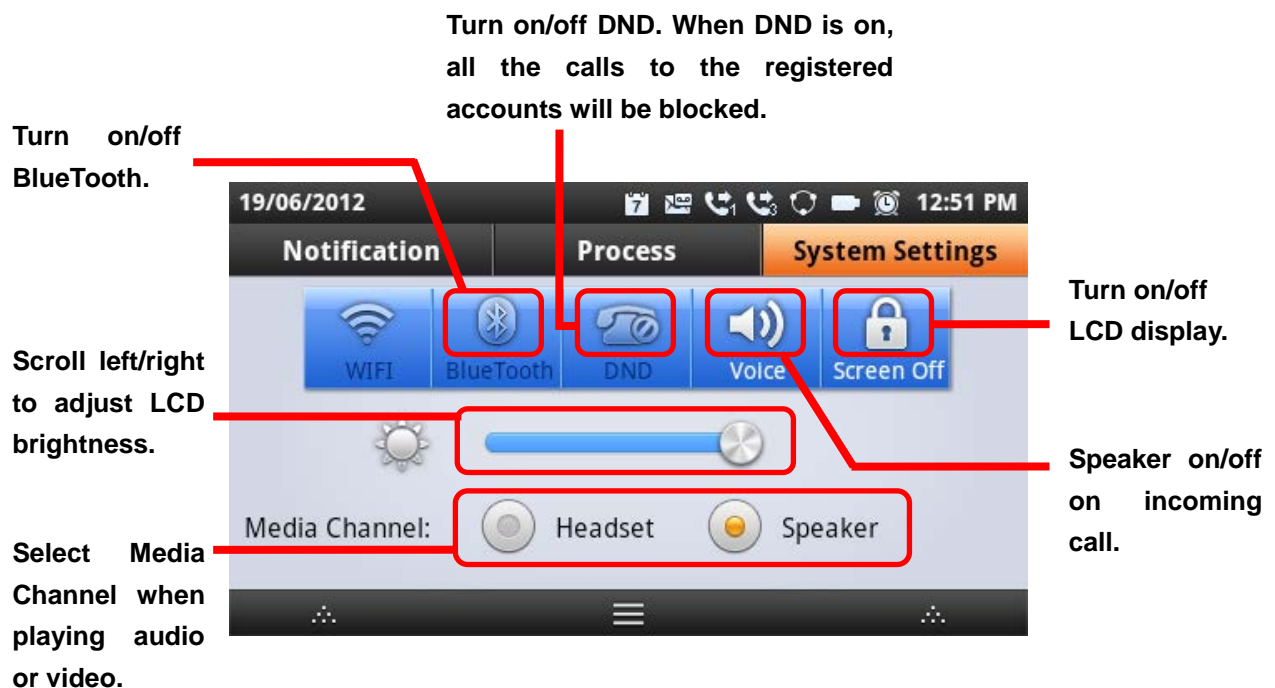 Turn on/off DND. When DND is on,
all the calls to the registered
accounts will be blocked.
Turn on/off
BlueTooth.
19/06/2012
7
1
3
12:51 PM
Notification
Process
System Settings
WIFI
BlueTooth
DND
Voice
Screen Off
Turn on/off
LCD display.
Scroll left/right
to adjust LCD
brightness.
Speaker on/off
on incoming
call.
Media Channel:
Headset
Speaker
Select Media
Channel when
playing audio
or video.